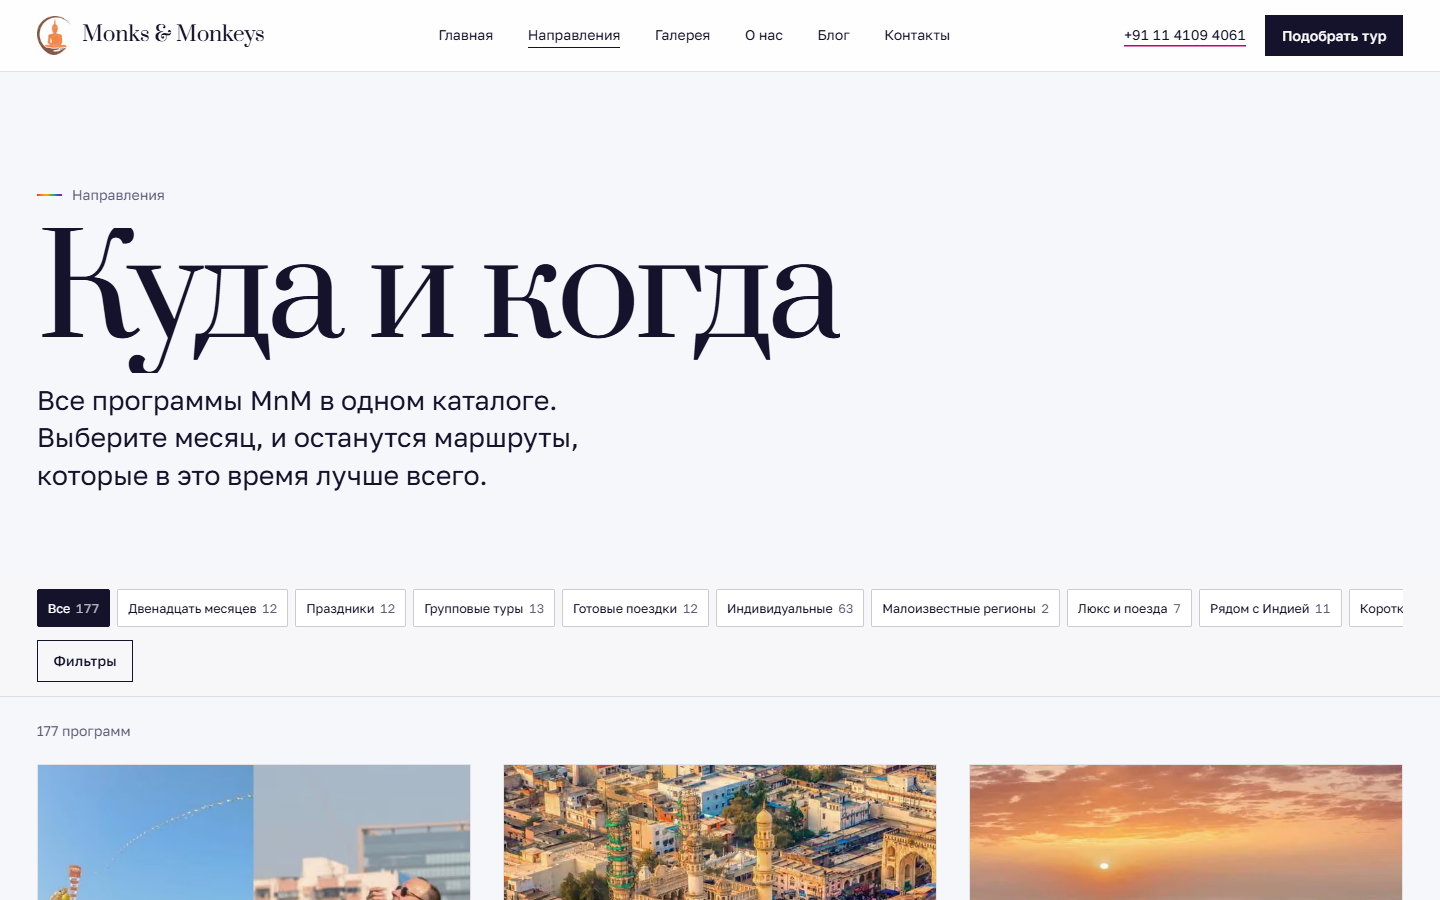 Monks & Monkeys
Главная
Направления
Галерея
О нас
Блог
Контакты
+91 11 4109 4061
Подобрать тур
Направления
Куда и когда
Все программы MnM в одном каталоге.
Выберите месяц, и останутся маршруты,
которые в это время лучше всего.
Все 177
Двенадцать месяцев 12
Праздники 12
Групповые туры 13
Готовые поездки 12
Индивидуальные 63
Малоизвестные регионы 2
Люкс и поезда 7
Рядом с Индией 11
Коротк
Фильтры
177 программ